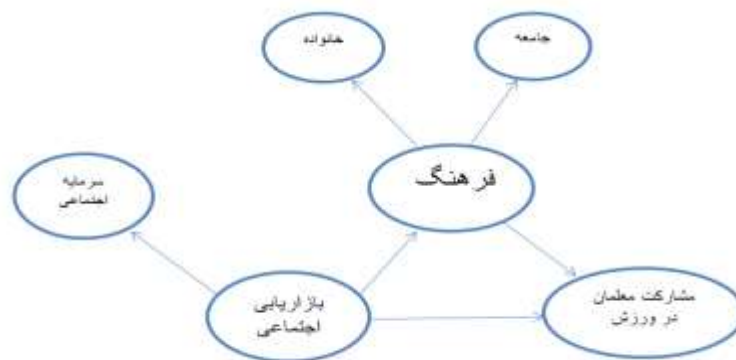 خانواده
جامعه
فرهنگ
سرمایه
اجتماعی
بازاریابی
اجتماعی
مشارکت معلمان
در ورزش